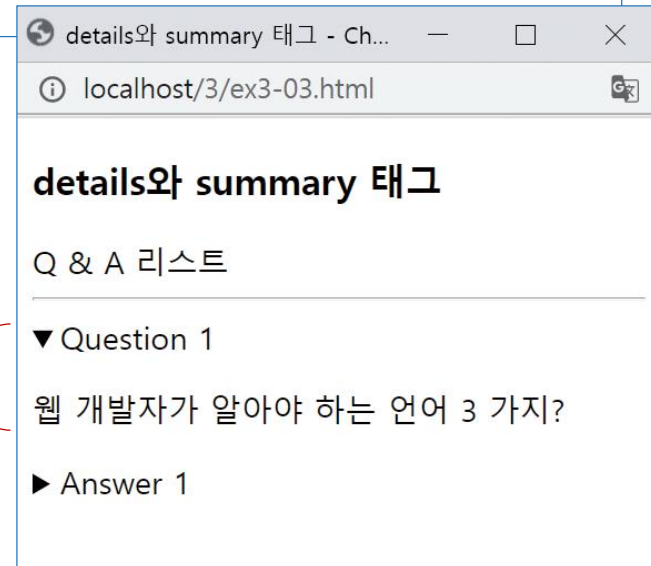 details와 summary 태그 - Ch...
localhost/3/ex3-03.html
details와 summary 태그
Q & A 리스트
▼ Question 1
웹 개발자가 알아야 하는 언어 3 가지?
▶ Answer 1